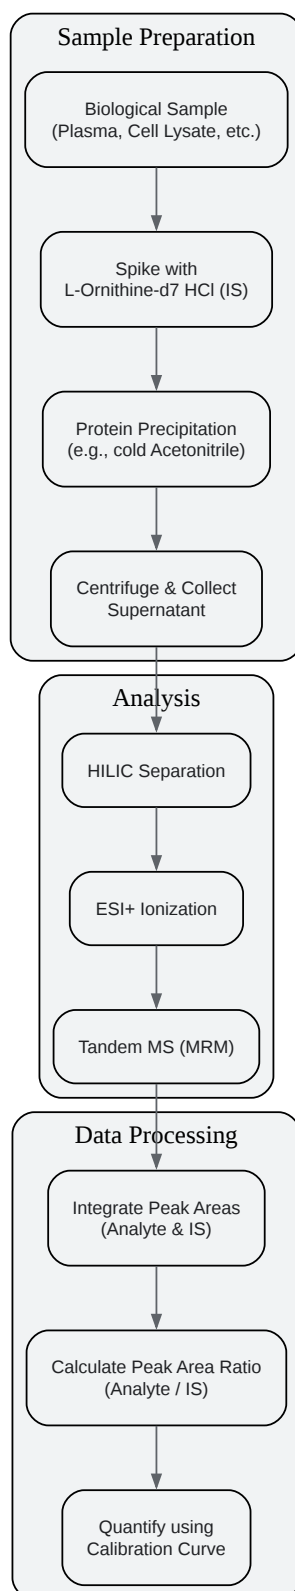 Sample Preparation
Biological Sample
(Plasma, Cell Lysate, etc.)
Spike with
L-Ornithine-d7 HCl (IS)
Protein Precipitation
(e.g., cold Acetonitrile)
Centrifuge & Collect
Supernatant
Analysis
HILIC Separation
ESI+ Ionization
Tandem MS (MRM)
Data Processing
Integrate Peak Areas
(Analyte & IS)
Calculate Peak Area Ratio
(Analyte / IS)
Quantify using
Calibration Curve